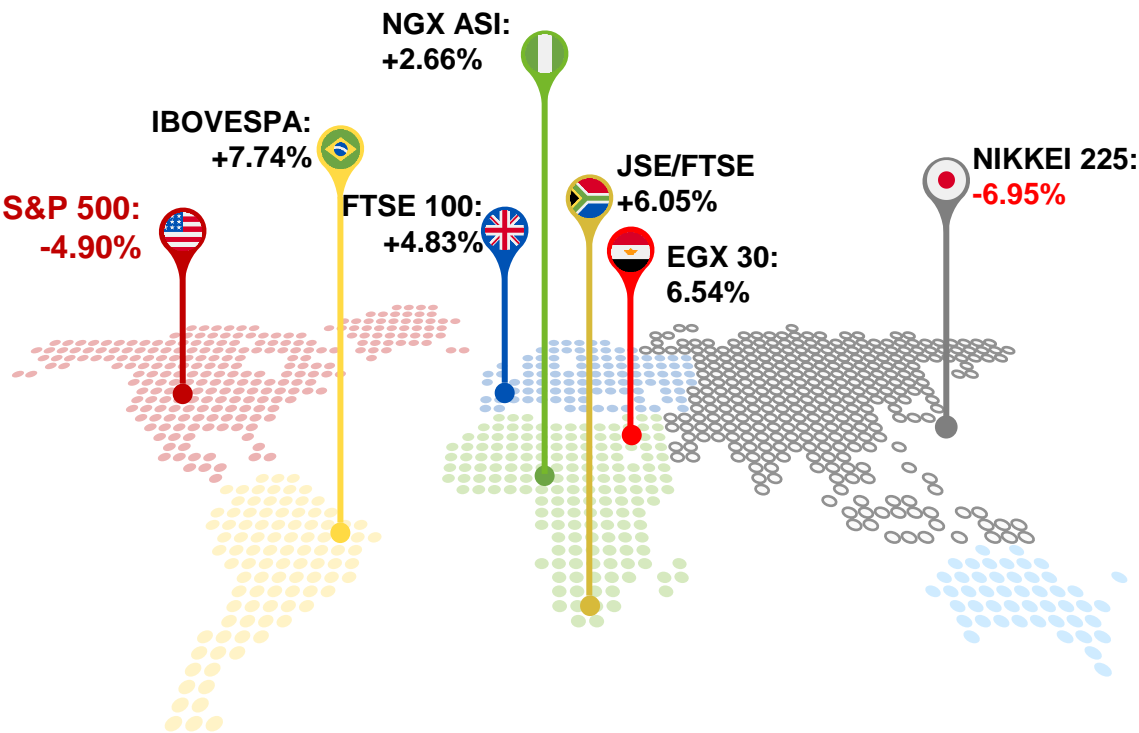 NGX ASI:
+2.66%
IBOVESPA:
+7.74%
S&P 500:
-4.90%
FTSE 100:
+4.83%
JSE/FTSE
+6.05%
EGX 30:
6.54%
NIKKEI 225:
-6.95%